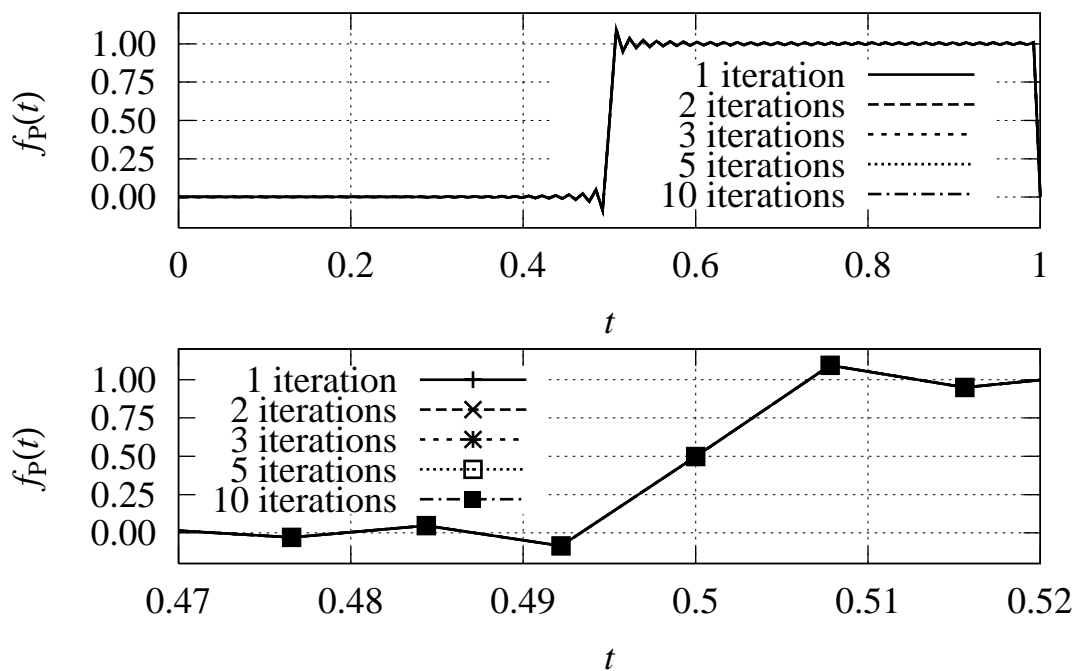 1.00
0.75
0.50
0.25
0.00
f_P(t)
1 iteration
2 iterations
3 iterations
5 iterations
10 iterations
0 0.2 0.4 0.6 0.8 1
t
1.00
0.75
0.50
0.25
0.00
f_P(t)
1 iteration
2 iterations
3 iterations
5 iterations
10 iterations
0.47 0.48 0.49 0.5 0.51 0.52
t